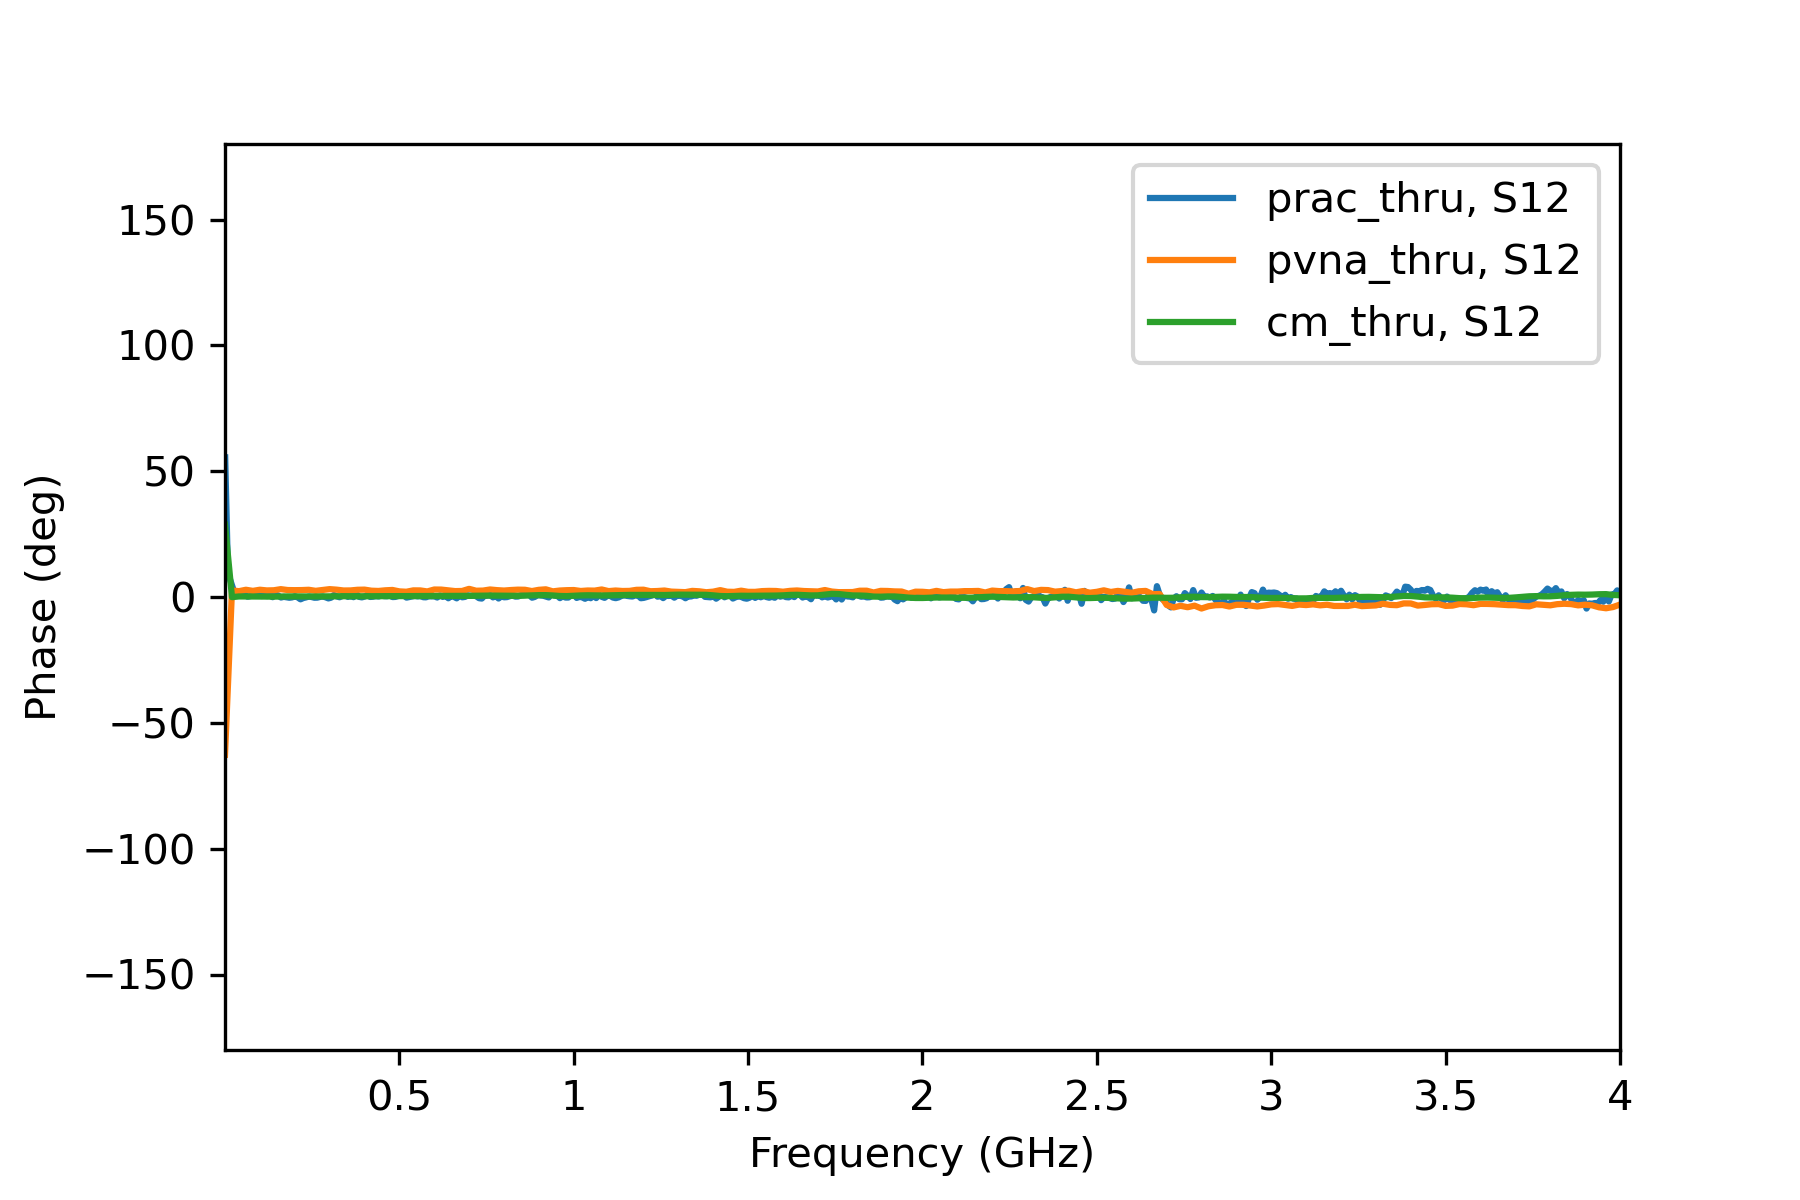 prac_thru, S12
pvna_thru, S12
cm_thru, S12
Phase (deg)
150
100
50
0
−50
−100
−150
0.5 1 1.5 2 2.5 3 3.5 4
Frequency (GHz)